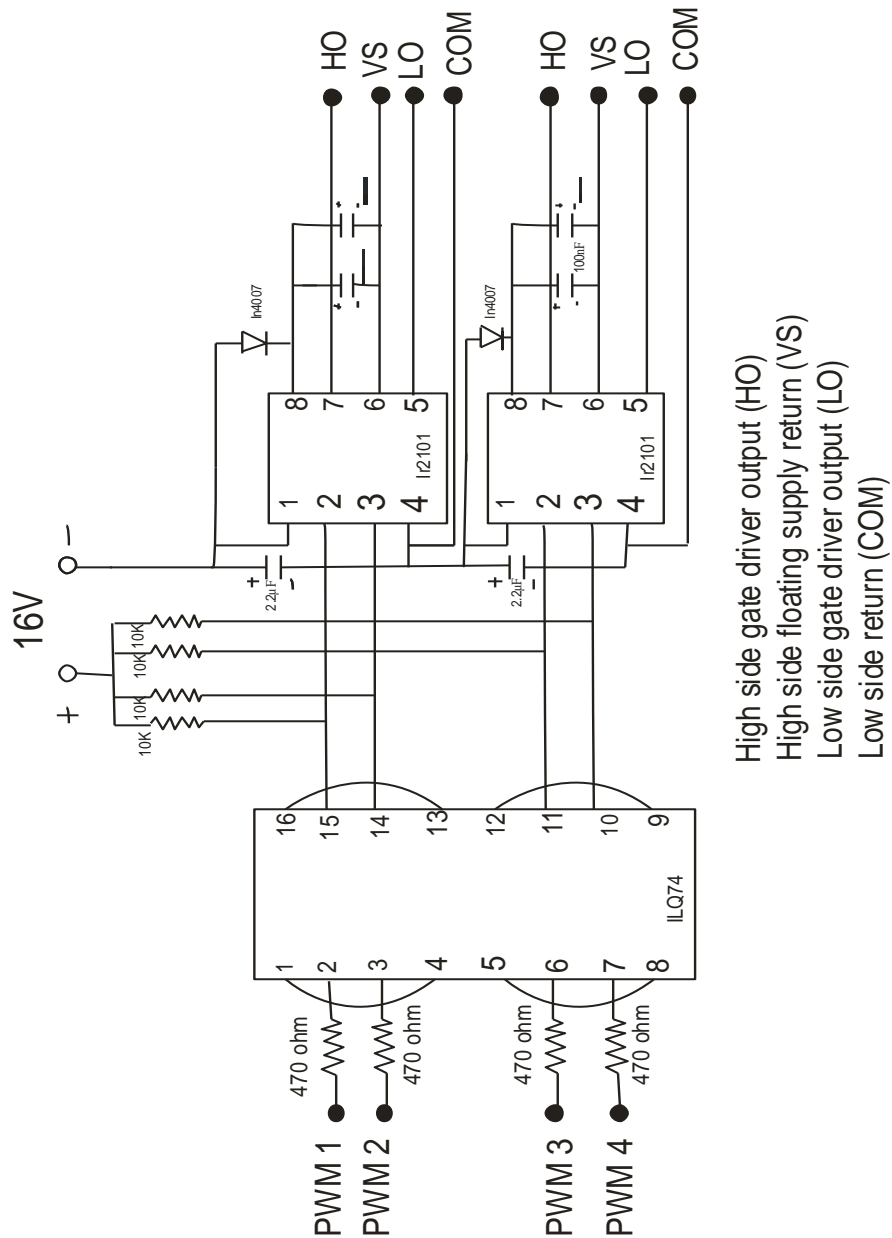 16V
+
-
10K
10K
10K
10K
PWM 1
PWM 2
PWM 3
PWM 4
470 ohm
470 ohm
470 ohm
470 ohm
1
2
3
4
5
6
7
8
16
15
14
13
12
11
10
9
ILQ74
+
-
2.2µF
+
-
2.2µF
1
2
3
4
8
7
6
5
Ir2101
1
2
3
4
8
7
6
5
Ir2101
In4007
In4007
+
-
+
-
+
-
+
-
100nF
HO
VS
LO
COM
HO
VS
LO
COM
High side gate driver output (HO)
High side floating supply return (VS)
Low side gate driver output (LO)
Low side return (COM)